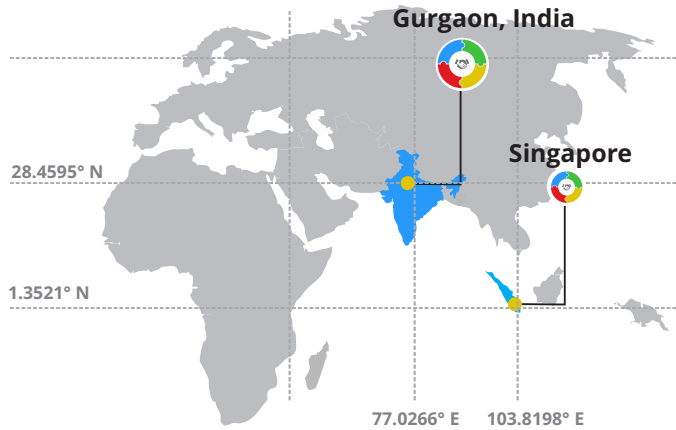 Gurgaon, India
Singapore
28.4595° N
1.3521° N
77.0266° E
103.8198° E